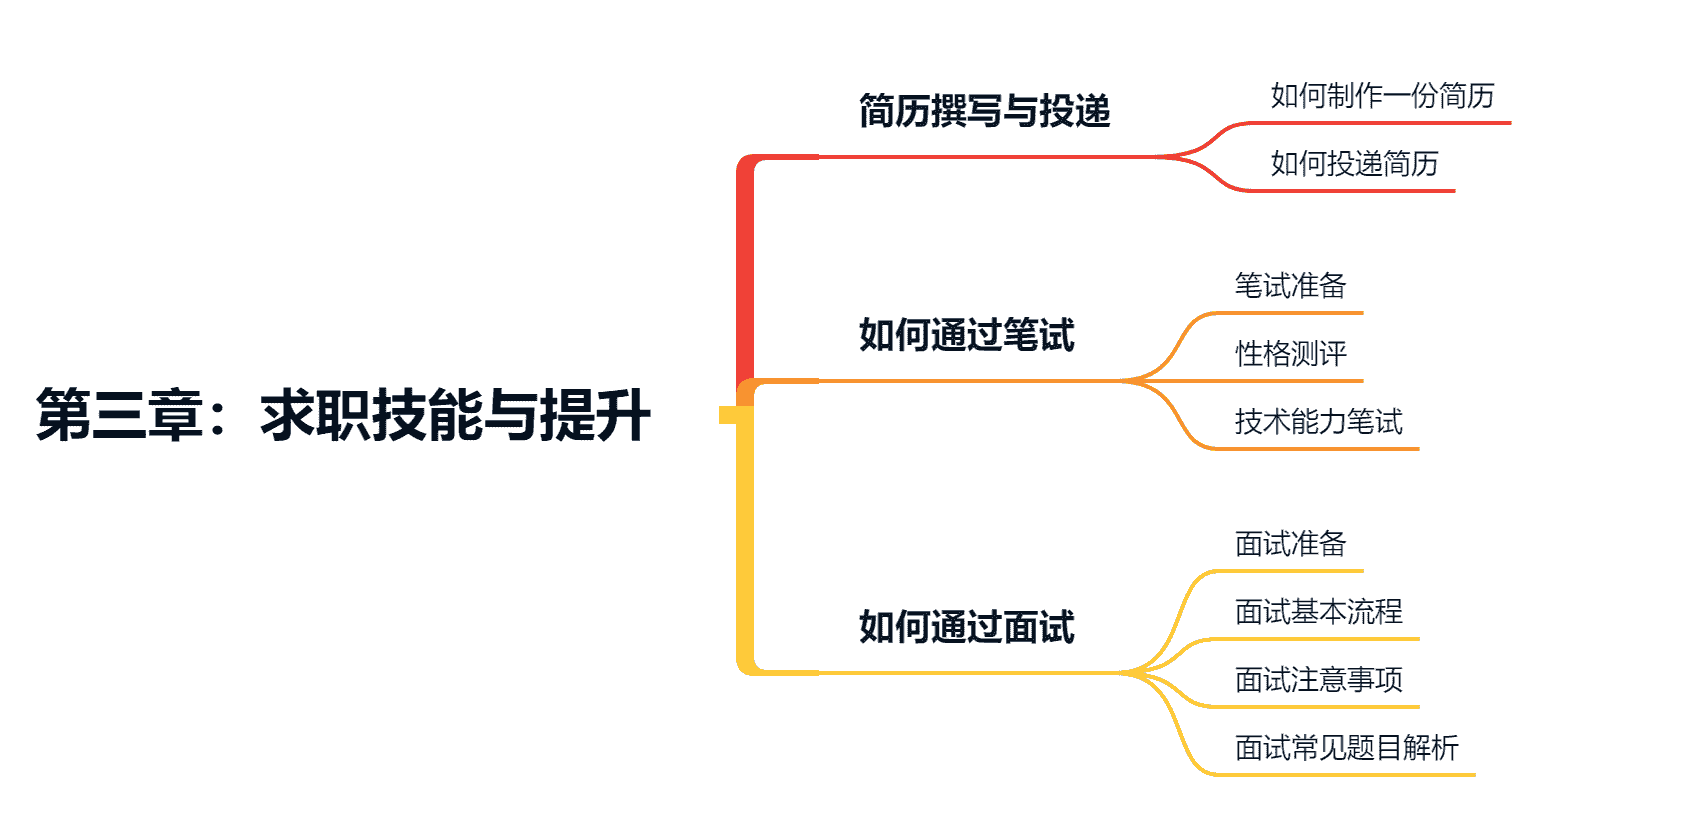 第三章：求职技能与提升
简历撰写与投递
如何制作一份简历
如何投递简历
如何通过笔试
笔试准备
性格测评
技术能力笔试
如何通过面试
面试准备
面试基本流程
面试注意事项
面试常见题目解析